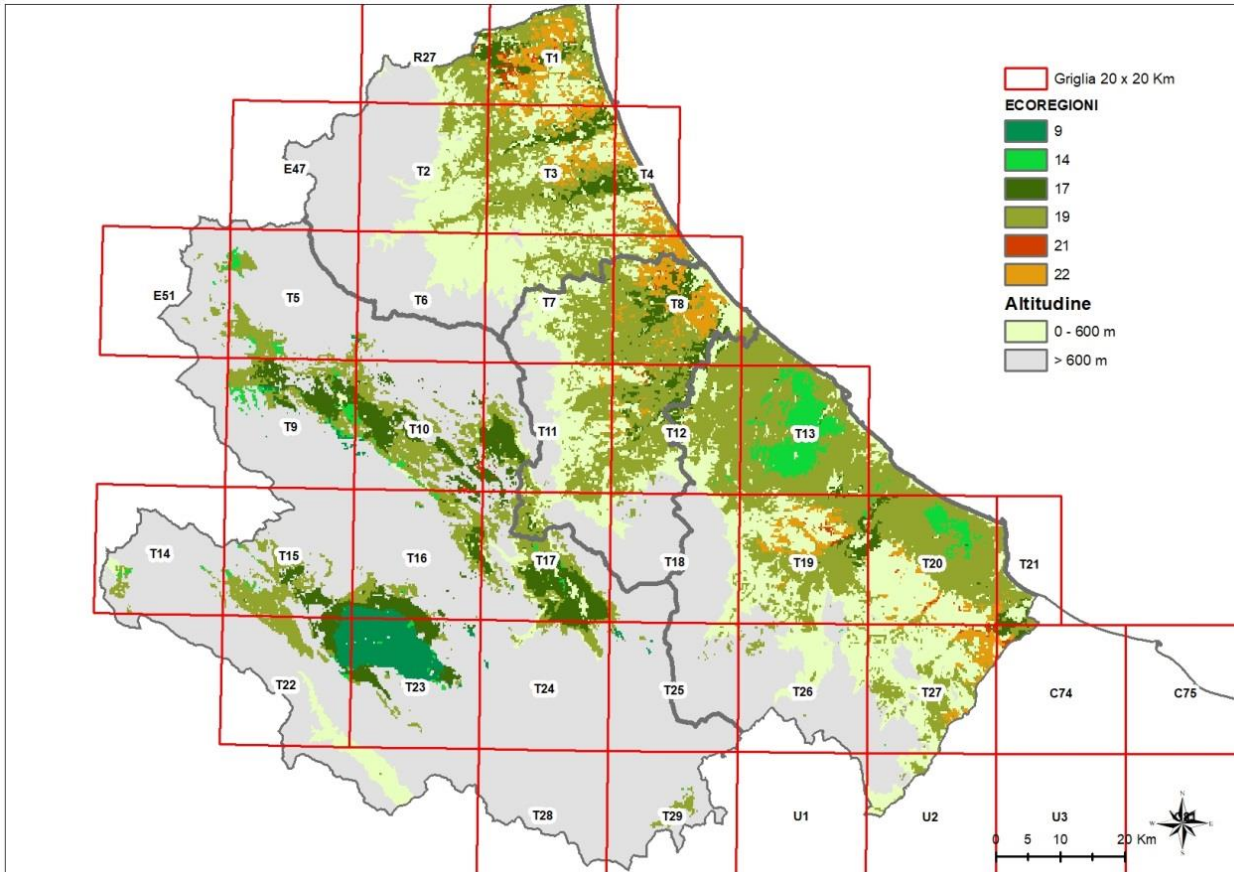 R27
T1
E47
T2
T3
T4
E51
T5
T6
T7
T8
T9
T10
T11
T12
T13
T14
T15
T16
T17
T18
T19
T20
T21
T22
T23
T24
T25
T26
T27
C74
C75
T28
T29
U1
U2
U3
Griglia 20 x 20 Km
ECOREGIONI
9
14
17
19
21
22
Altitudine
0 - 600 m
> 600 m
N
W
E
S
0 5 10 20 Km